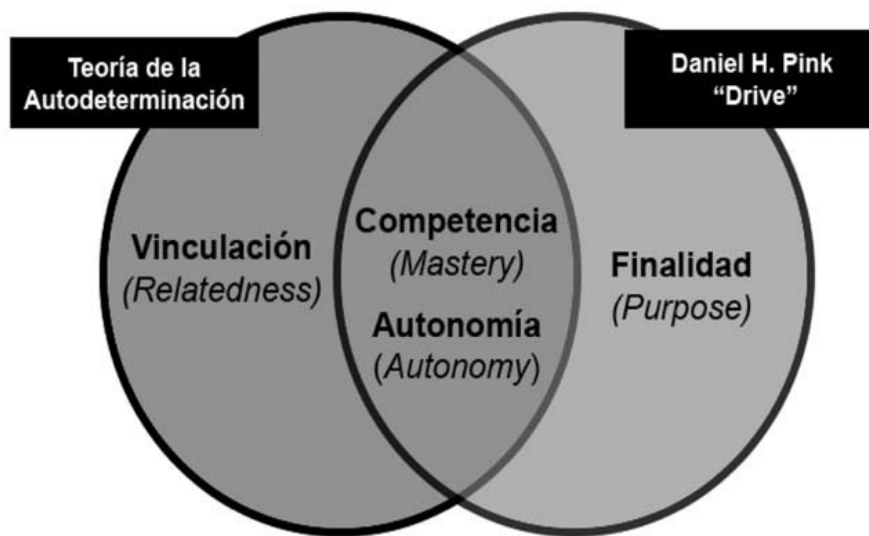 Teoría de la
Autodeterminación
Daniel H. Pink
“Drive”
Vinculación
(Relatedness)
Competencia
(Mastery)
Autonomía
(Autonomy)
Finalidad
(Purpose)